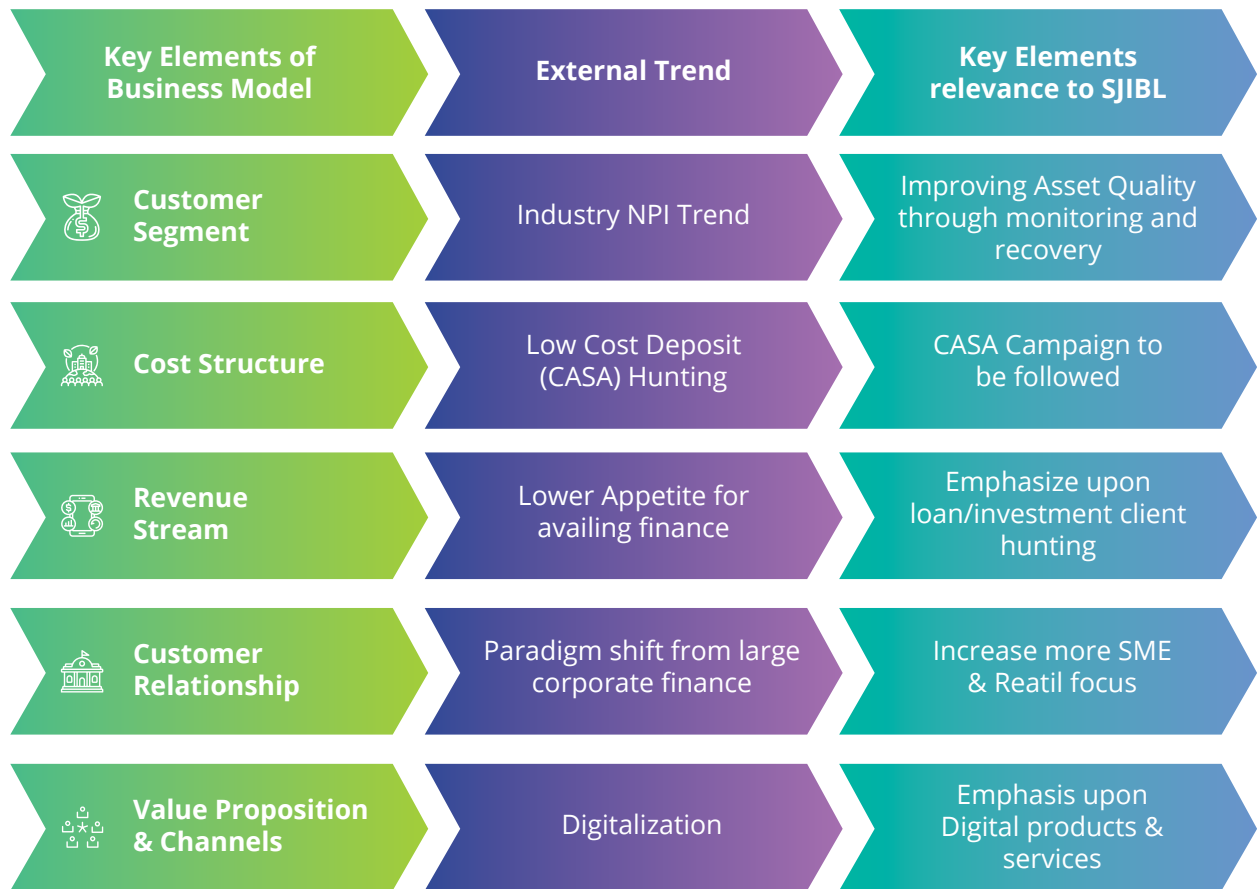 Key Elements of
Business Model
External Trend
Key Elements
relevance to SJIBL
Customer
Segment
Industry NPI Trend
Improving Asset Quality
through monitoring and
recovery
Cost Structure
Low Cost Deposit
(CASA) Hunting
CASA Campaign to
be followed
Revenue
Stream
Lower Appetite for
availing finance
Emphasize upon
loan/investment client
hunting
Customer
Relationship
Paradigm shift from large
corporate finance
Increase more SME
& Reatil focus
Value Proposition
& Channels
Digitalization
Emphasis upon
Digital products &
services